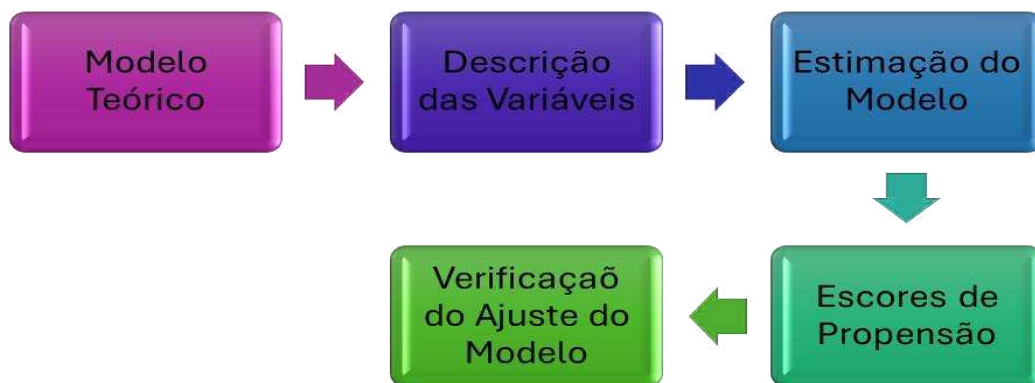 Modelo
Teórico
Descrição
das Variáveis
Estimação do
Modelo
Escores de
Propensão
Verificaçaõ
do Ajuste do
Modelo